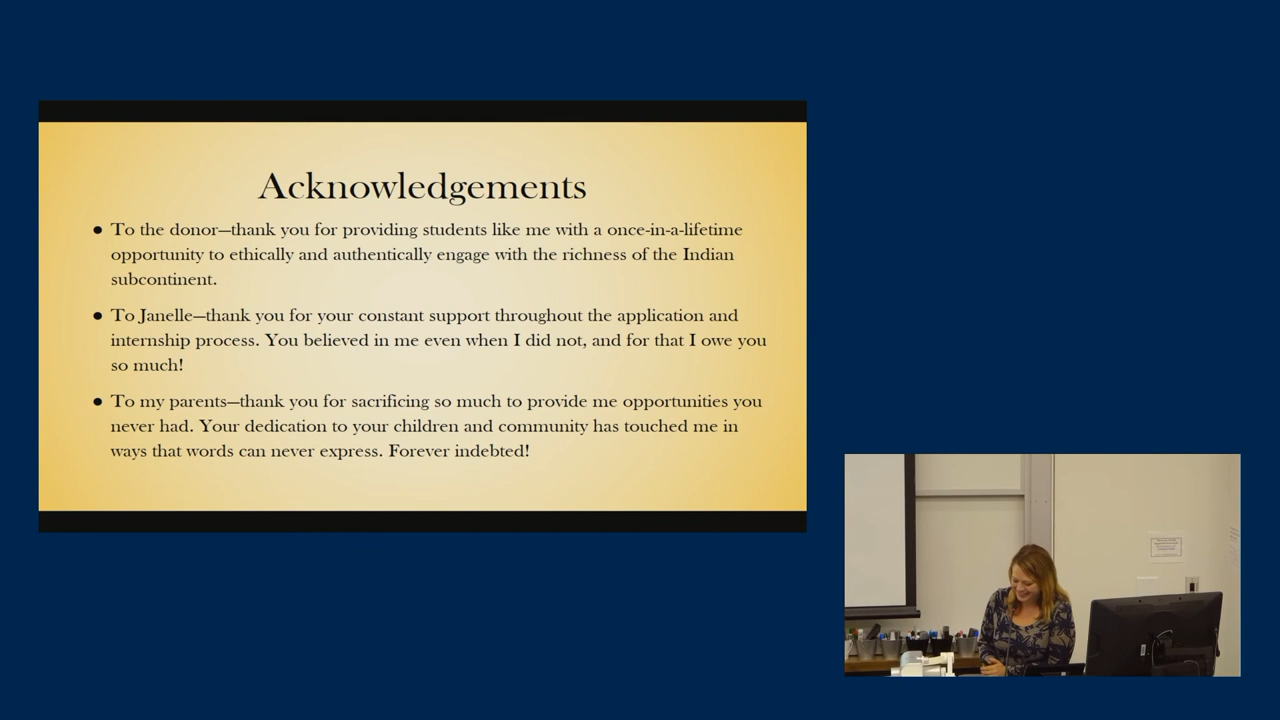 Acknowledgements
● To the donor—thank you for providing students like me with a once-in-a-lifetime
opportunity to ethically and authentically engage with the richness of the Indian
subcontinent.
● To Janelle—thank you for your constant support throughout the application and
internship process. You believed in me even when I did not, and for that I owe you
so much!
● To my parents—thank you for sacrificing so much to provide me opportunities you
never had. Your dedication to your children and community has touched me in
ways that words can never express. Forever indebted!